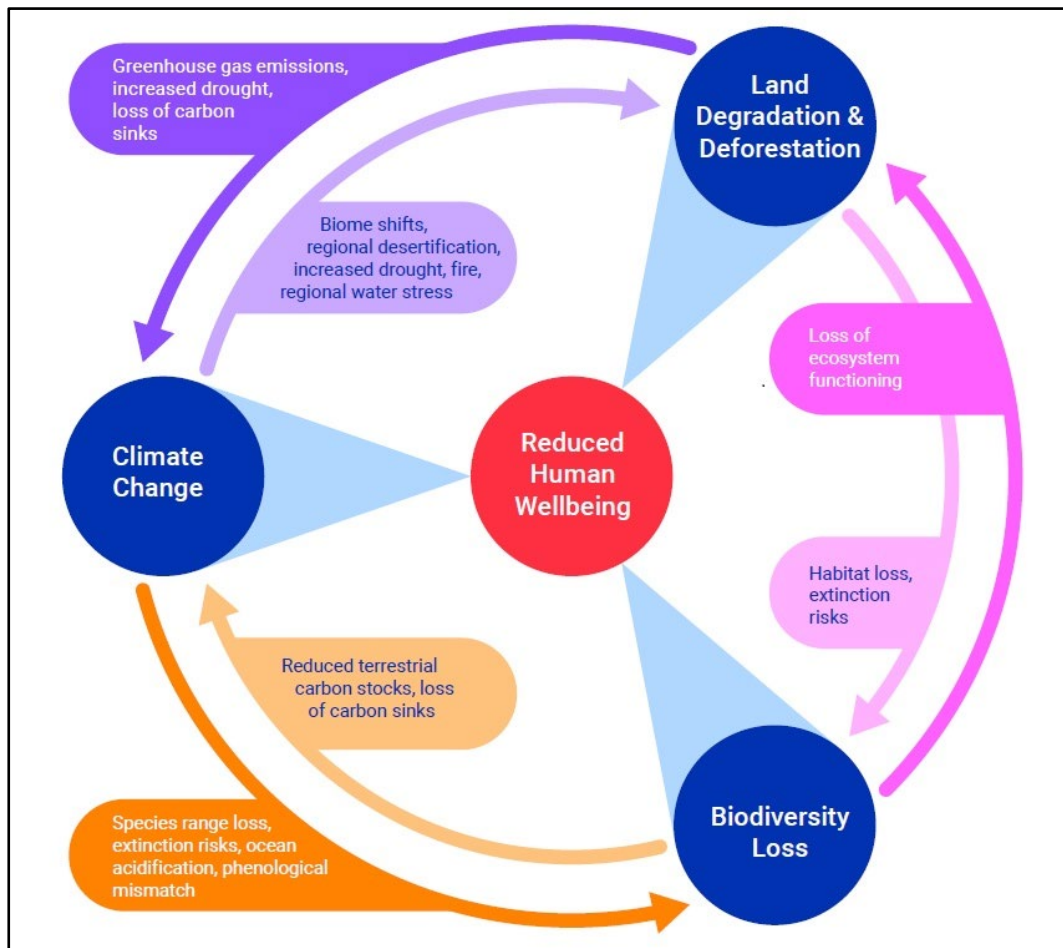 Greenhouse gas emissions,
increased drought,
loss of carbon
sinks
Land
Degradation &
Deforestation
Biome shifts,
regional desertification,
increased drought, fire,
regional water stress
Loss of
ecosystem
functioning
Climate
Change
Reduced
Human
Wellbeing
Habitat loss,
extinction
risks
Reduced terrestrial
carbon stocks, loss
of carbon sinks
Species range loss,
extinction risks, ocean
acidification, phenological
mismatch
Biodiversity
Loss